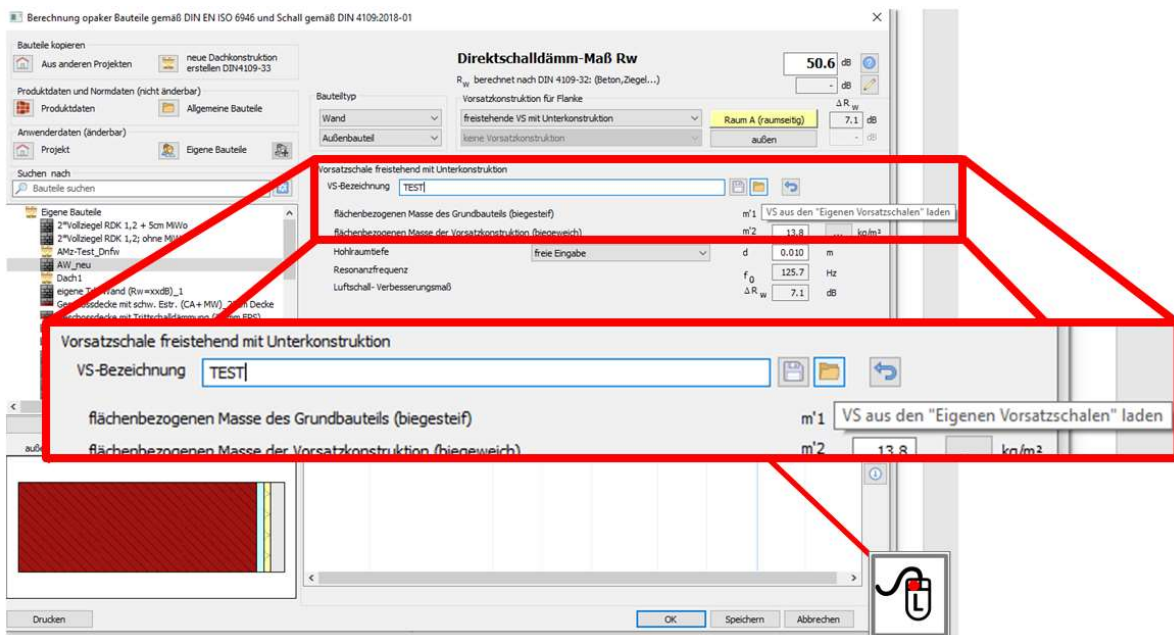 Berechnung opaker Bauteile gemäß DIN EN ISO 6946 und Schall gemäß DIN 4109:2018-01
Bauteile kopieren
Aus anderen Projekten
neue Dachkonstruktion
erstellen DIN4109-33
Produktdaten und Normdaten (nicht änderbar)
Produktdaten
Allgemeine Bauteile
Anwenderdaten (änderbar)
Projekt
Eigene Bauteile
Suchen nach
Bauteile suchen
Eigene Bauteile
2*Vollziegel RDK 1,2 + 5cm MiWo
2*Vollziegel RDK 1,2; ohne
AMz-Test_Dnfw
AW_neu
Dach1
eigene Wand (Rw=xxdB)_1
Geschossdecke mit schw. Estr. (CA+MW) Decke
Direktschalldämm-Maß Rw
50.6 dB
Rw berechnet nach DIN 4109-32: (Beton,Ziegel...)
- dB
Bauteiltyp
Vorsatzkonstruktion für Flanke
ΔRw
Wand
freistehende VS mit Unterkonstruktion
Raum A (raumseitig)
7.1 dB
Außenbauteil
keine Vorsatzkonstruktion
außen
- dB
Vorsatzschale freistehend mit Unterkonstruktion
VS-Bezeichnung
TEST
flächenbezogenen Masse des Grundbauteils (biegesteif)
m'1
VS aus den "Eigenen Vorsatzschalen" laden
flächenbezogenen Masse der Vorsatzkonstruktion (biegeweich)
m'2 13.8 ... kg/m²
Hohlraumtiefe
freie Eingabe
d 0.010 m
Resonanzfrequenz
f0 125.7 Hz
Luftschall- Verbesserungsmaß
ΔRw 7.1 dB
Vorsatzschale freistehend mit Unterkonstruktion
VS-Bezeichnung
TEST
flächenbezogenen Masse des Grundbauteils (biegesteif)
m'1
VS aus den "Eigenen Vorsatzschalen" laden
flächenbezogenen Masse der Vorsatzkonstruktion (biegeweich)
m'2 13.8 kg/m²
Drucken
OK
Speichern
Abbrechen
L